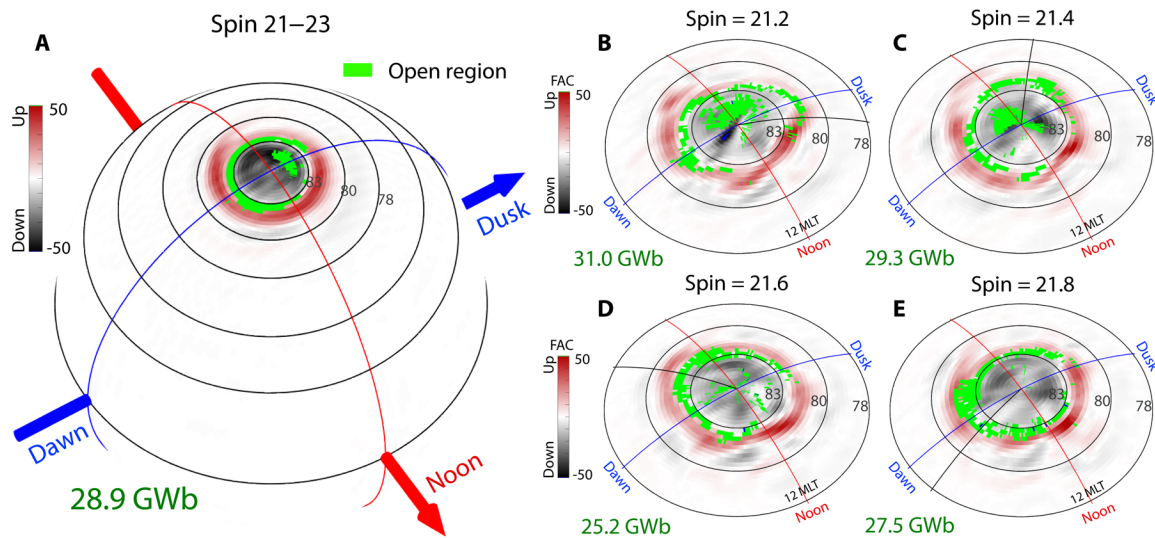 Spin 21–23
A
Open region
Up
50
Down
-50
83
80
78
Dusk
Dawn
Noon
28.9 GWb
Spin = 21.2
B
FAC
Up
50
Down
-50
Dusk
83
80
78
Dawn
12 MLT
Noon
31.0 GWb
Spin = 21.4
C
Dusk
83
80
78
Dawn
12 MLT
Noon
29.3 GWb
Spin = 21.6
D
FAC
Up
50
Down
-50
Dusk
83
80
78
Dawn
12 MLT
Noon
25.2 GWb
Spin = 21.8
E
Dusk
83
80
78
Dawn
12 MLT
Noon
27.5 GWb